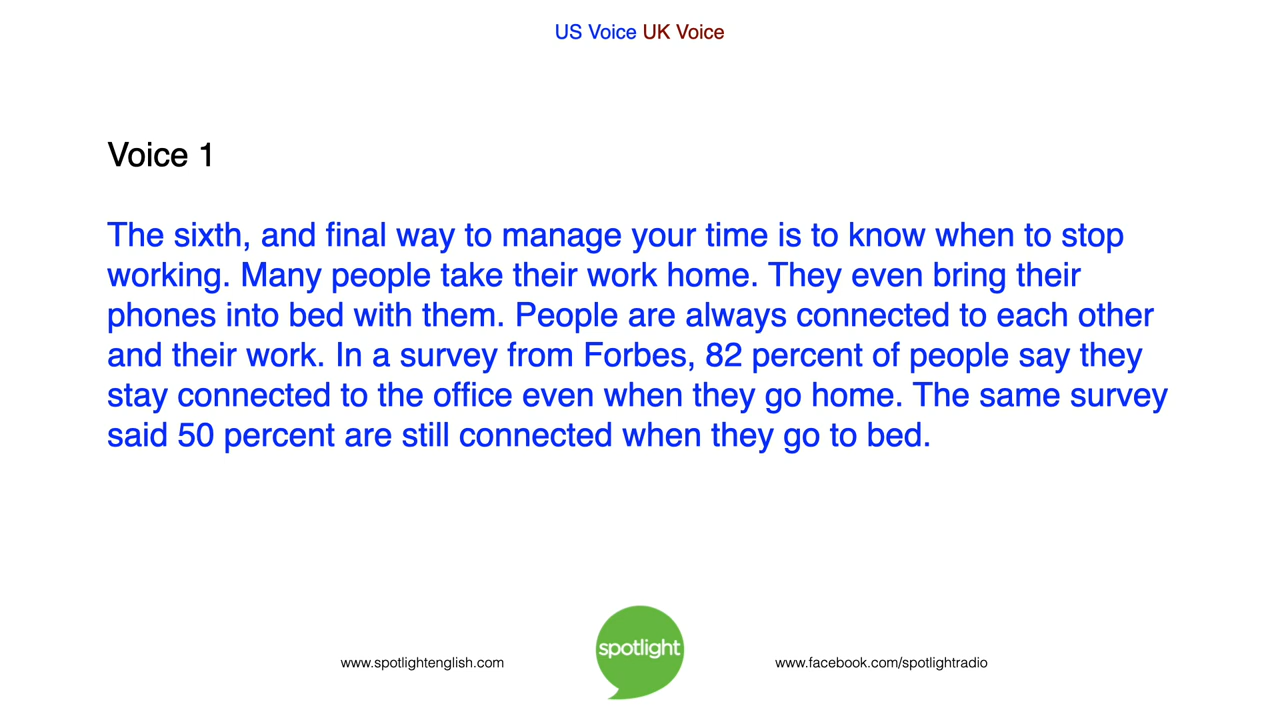 US Voice UK Voice
Voice 1
The sixth, and final way to manage your time is to know when to stop
working. Many people take their work home. They even bring their
phones into bed with them. People are always connected to each other
and their work. In a survey from Forbes, 82 percent of people say they
stay connected to the office even when they go home. The same survey
said 50 percent are still connected when they go to bed.
www.spotlightenglish.com
spotlight
www.facebook.com/spotlightradio